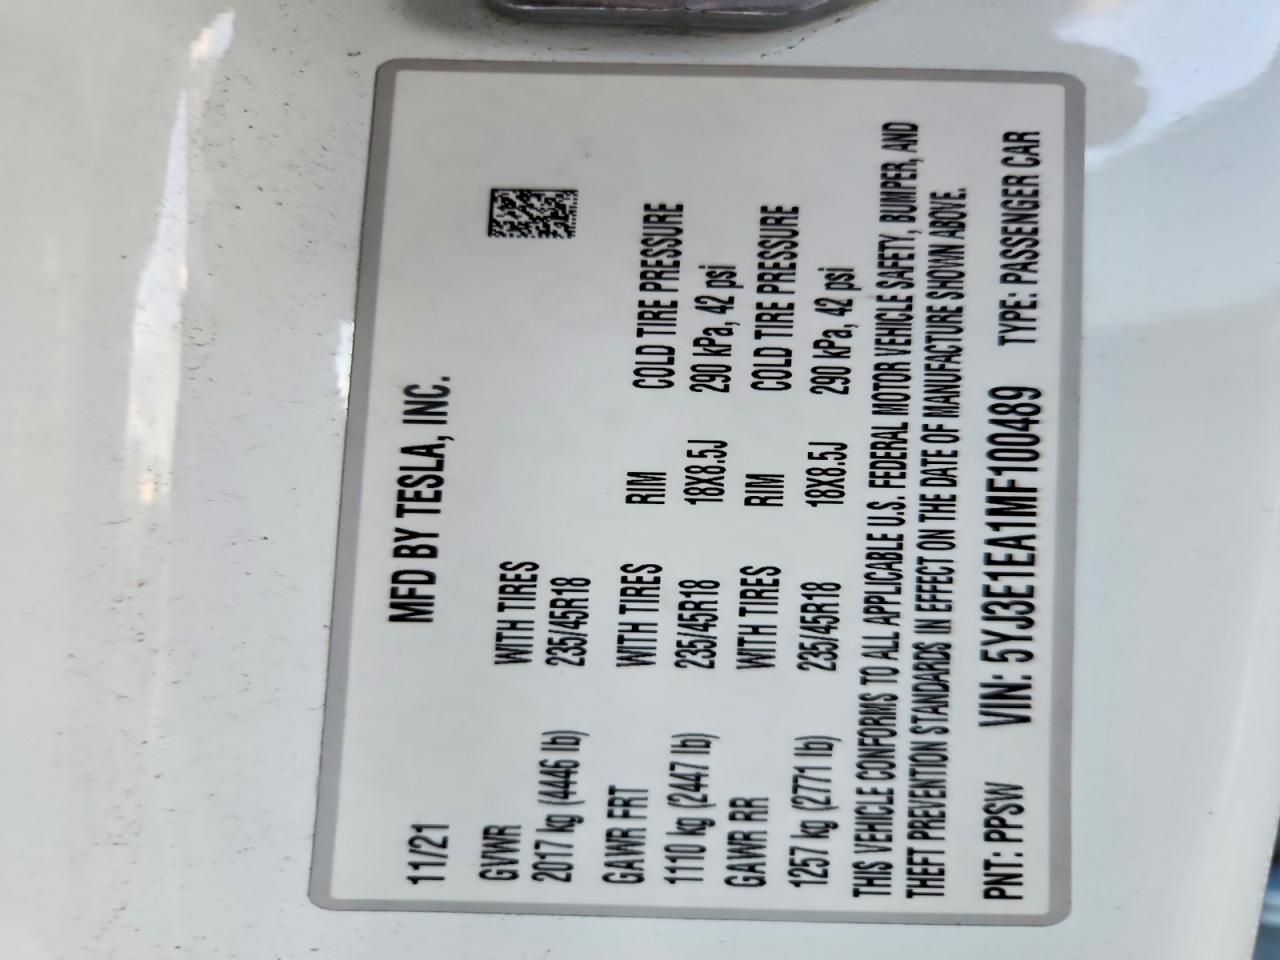 MFD BY TESLA, INC.
11/21
GVWR WITH TIRES
2017 kg (4446 lb) 235/45R18
GAWR FRT WITH TIRES RIM COLD TIRE PRESSURE
1110 kg (2447 lb) 235/45R18 18X8.5J 290 kPa, 42 psi
GAWR RR WITH TIRES RIM COLD TIRE PRESSURE
1257 kg (2771 lb) 235/45R18 18X8.5J 290 kPa, 42 psi
THIS VEHICLE CONFORMS TO ALL APPLICABLE U.S. FEDERAL MOTOR VEHICLE SAFETY, BUMPER, AND
THEFT PREVENTION STANDARDS IN EFFECT ON THE DATE OF MANUFACTURE SHOWN ABOVE.
PNT: PPSW VIN: 5YJ3E1EA1MF100489 TYPE: PASSENGER CAR